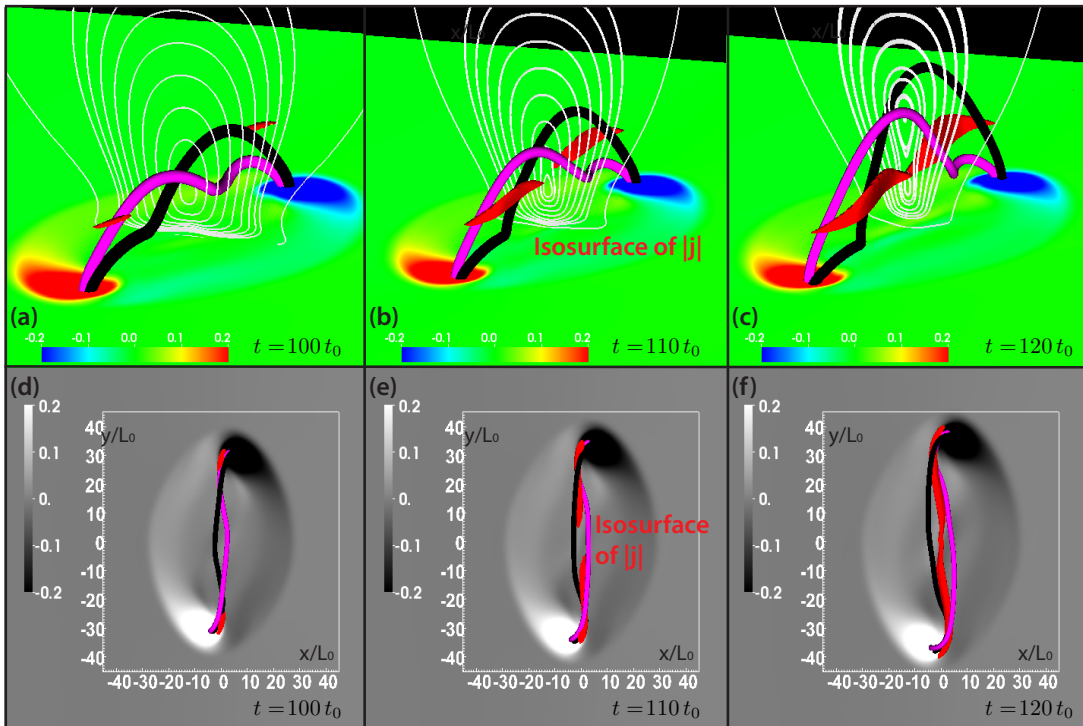 x/L₀
x/L₀
Isosurface of |j|
(a)
-0.2 -0.1 0.0 0.1 0.2
t = 100 t₀
(b)
-0.2 -0.1 0.0 0.1 0.2
t = 110 t₀
(c)
-0.2 -0.1 0.0 0.1 0.2
t = 120 t₀
(d)
0.2
0.1
0.
-0.1
-0.2
y/L₀
40
30
20
10
0
-10
-20
-30
-40
x/L₀
-40-30-20-10 0 10 20 30 40
t = 100 t₀
(e)
0.2
0.1
0.
-0.1
-0.2
y/L₀
40
30
20
10
0
-10
-20
-30
-40
Isosurface
of |j|
x/L₀
-40-30-20-10 0 10 20 30 40
t = 110 t₀
(f)
0.2
0.1
0.
-0.1
-0.2
y/L₀
40
30
20
10
0
-10
-20
-30
-40
x/L₀
-40-30-20-10 0 10 20 30 40
t = 120 t₀